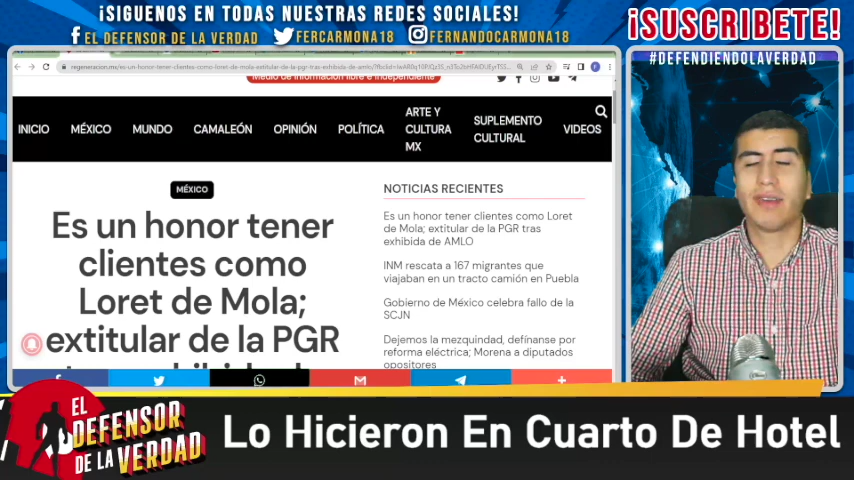 ¡SIGUENOS EN TODAS NUESTRAS REDES SOCIALES!
EL DEFENSOR DE LA VERDAD
FERCARMONA18
FERNANDOCARMONA18
¡SUSCRIBETE!
#DEFENDIENDOLAVERDAD
Medio de información libre e independiente
INICIO
MÉXICO
MUNDO
CAMALEÓN
OPINIÓN
POLÍTICA
ARTE Y
CULTURA
MX
SUPLEMENTO
CULTURAL
VIDEOS
MÉXICO
Es un honor tener
clientes como
Loret de Mola;
extitular de la PGR
NOTICIAS RECIENTES
Es un honor tener clientes como Loret
de Mola; extitular de la PGR tras
exhibida de AMLO
INM rescata a 167 migrantes que
viajaban en un tracto camión en Puebla
Gobierno de México celebra fallo de la
SCJN
Dejemos la mezquindad, defínanse por
reforma eléctrica; Morena a diputados
opositores
EL
DEFENSOR
DE LA VERDAD
Lo Hicieron En Cuarto De Hotel